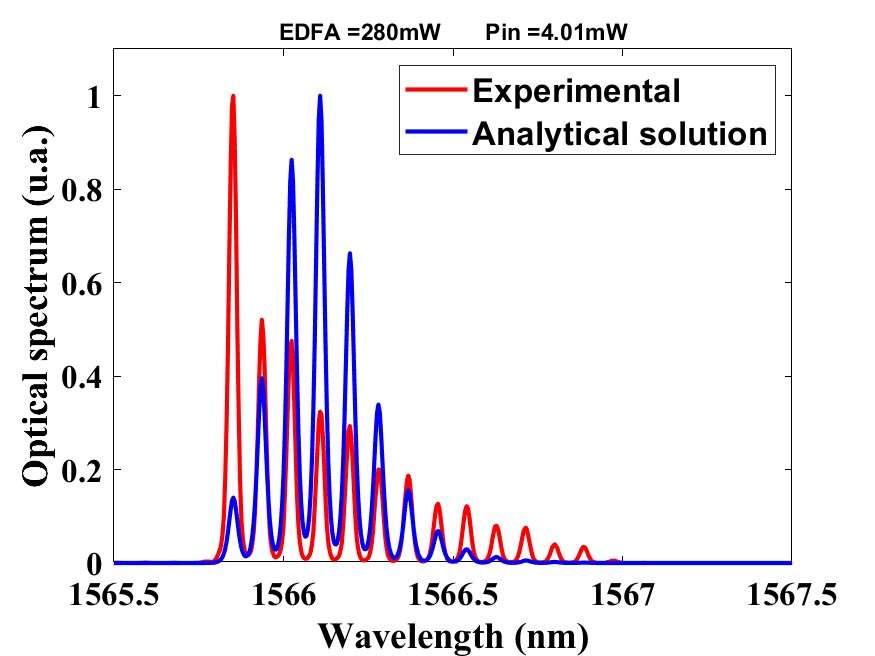 EDFA =280mW Pin =4.01mW
Experimental
Analytical solution
Optical spectrum (u.a.)
1
0.8
0.6
0.4
0.2
0
1565.5 1566 1566.5 1567 1567.5
Wavelength (nm)